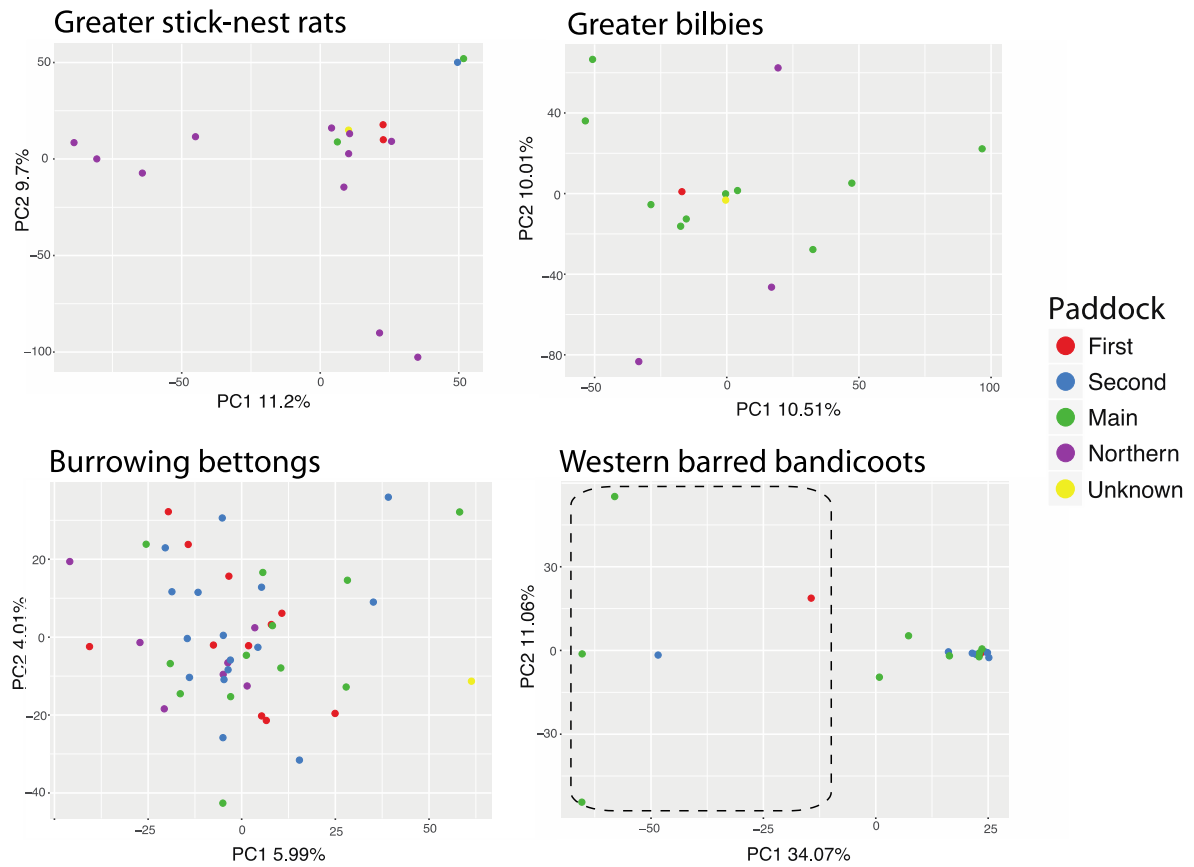 Greater stick-nest rats
50
0
−50
−100
PC2 9.7%
−50
0
50
PC1 11.2%
Greater bilbies
40
0
−40
−80
PC2 10.01%
−50
0
50
100
PC1 10.51%
Burrowing bettongs
20
0
−20
−40
PC2 4.01%
−25
0
25
50
PC1 5.99%
Western barred bandicoots
30
0
−30
PC2 11.06%
−50
−25
0
25
PC1 34.07%
Paddock
First
Second
Main
Northern
Unknown